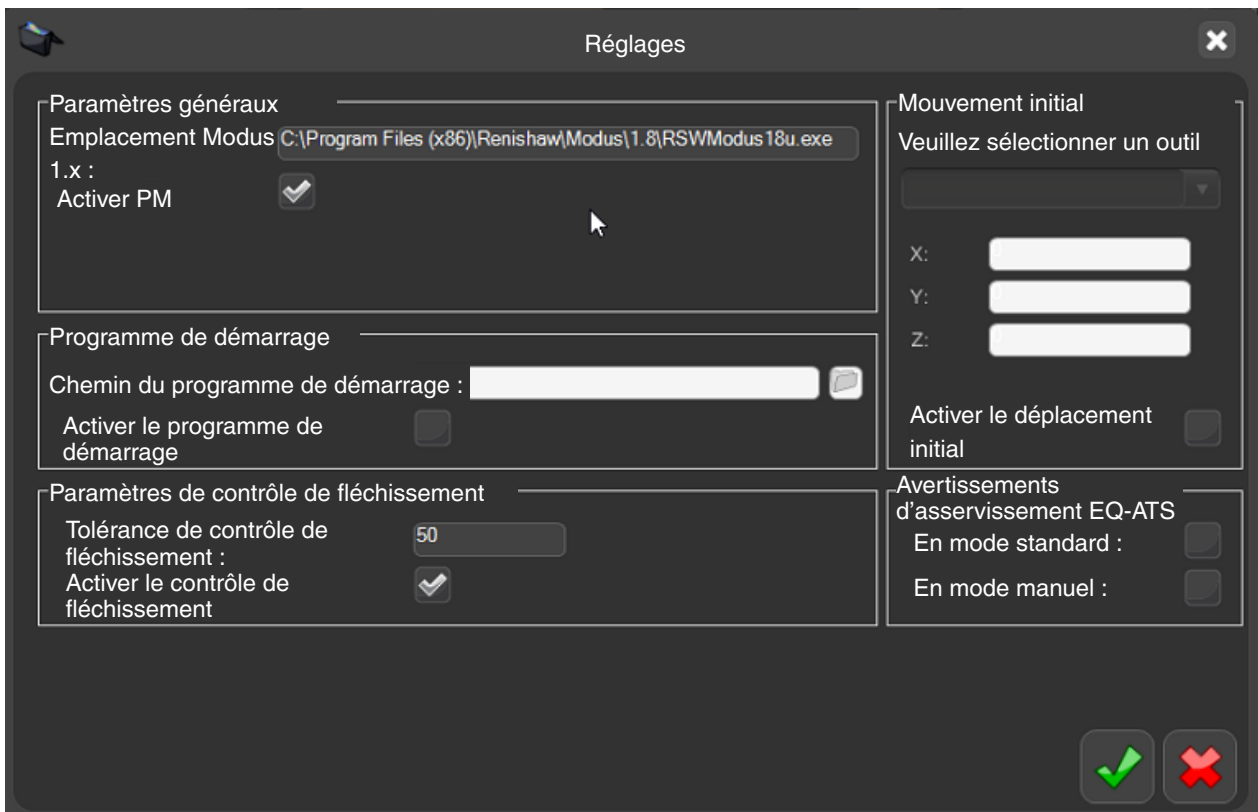 Réglages
Paramètres généraux
Emplacement Modus
1.x :
C:\Program Files (x86)\Renishaw\Modus\1.8\RSWModus18u.exe
Activer PM
Programme de démarrage
Chemin du programme de démarrage :
Activer le programme de
démarrage
Paramètres de contrôle de fléchissement
Tolérance de contrôle de
fléchissement :
50
Activer le contrôle de
fléchissement
Mouvement initial
Veuillez sélectionner un outil
X:
Y:
Z:
Activer le déplacement
initial
Avertissements
d’asservissement EQ-ATS
En mode standard :
En mode manuel :